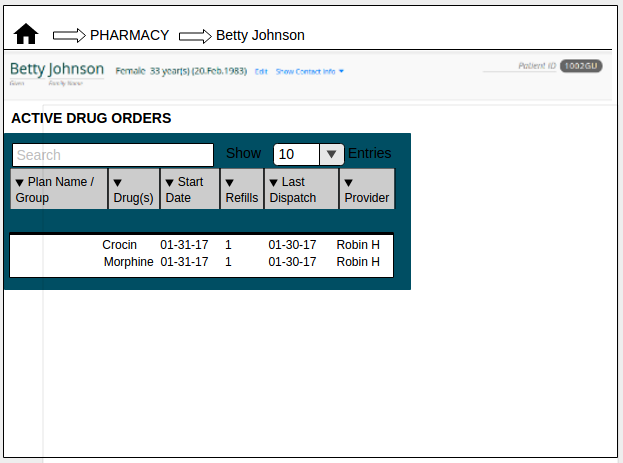 PHARMACY Betty Johnson
Betty Johnson Female 33 year(s) (20.Feb.1983) Edit Show Contact Info Patient ID 1002GU
Given Family Name
ACTIVE DRUG ORDERS
Search Show 10 Entries
Plan Name / Group Drug(s) Start Date Refills Last Dispatch Provider
Crocin 01-31-17 1 01-30-17 Robin H
Morphine 01-31-17 1 01-30-17 Robin H